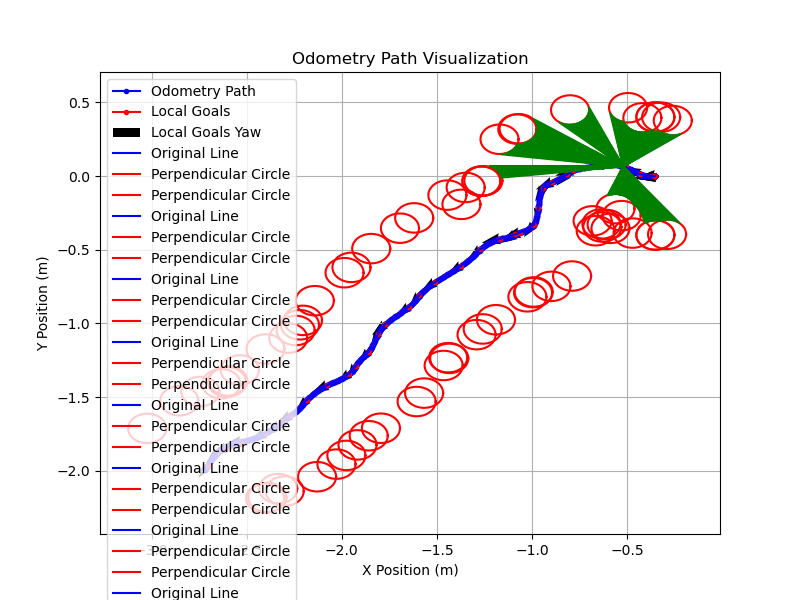 Odometry Path Visualization
Y Position (m)
0.5
0.0
−0.5
−1.0
−1.5
−2.0
Odometry Path
Local Goals
Local Goals Yaw
Original Line
Perpendicular Circle
Perpendicular Circle
Original Line
Perpendicular Circle
Perpendicular Circle
Original Line
Perpendicular Circle
Perpendicular Circle
Original Line
Perpendicular Circle
Perpendicular Circle
Original Line
Perpendicular Circle
Perpendicular Circle
Original Line
Perpendicular Circle
Perpendicular Circle
Original Line
Perpendicular Circle
Perpendicular Circle
Original Line
−2.0 −1.5 −1.0 −0.5
X Position (m)